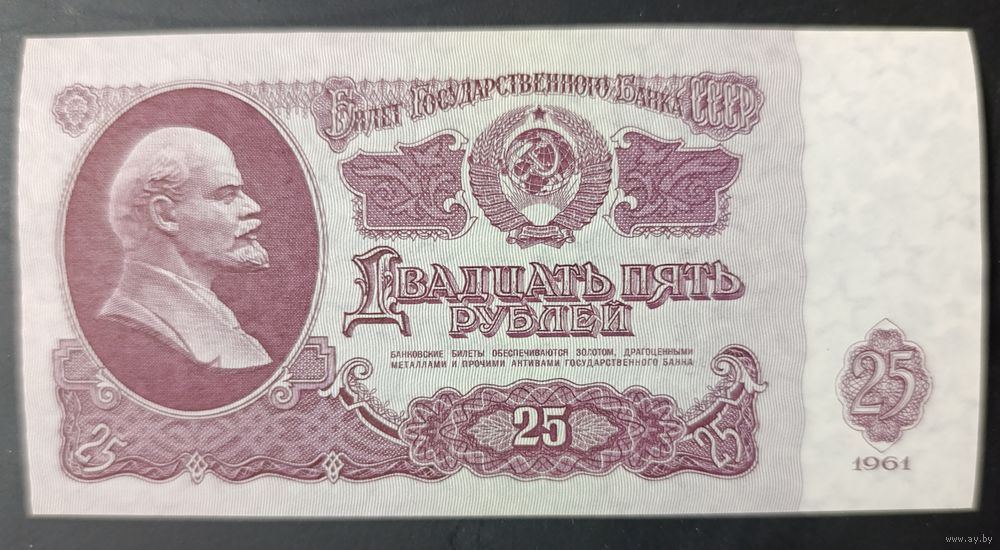 Билет Государственного Банка СССР
Двадцать пять
рублей
БАНКОВСКИЕ БИЛЕТЫ ОБЕСПЕЧИВАЮТСЯ ЗОЛОТОМ, ДРАГОЦЕННЫМИ
МЕТАЛЛАМИ И ПРОЧИМИ АКТИВАМИ ГОСУДАРСТВЕННОГО БАНКА
25
25
25
25
1961
www.ay.by